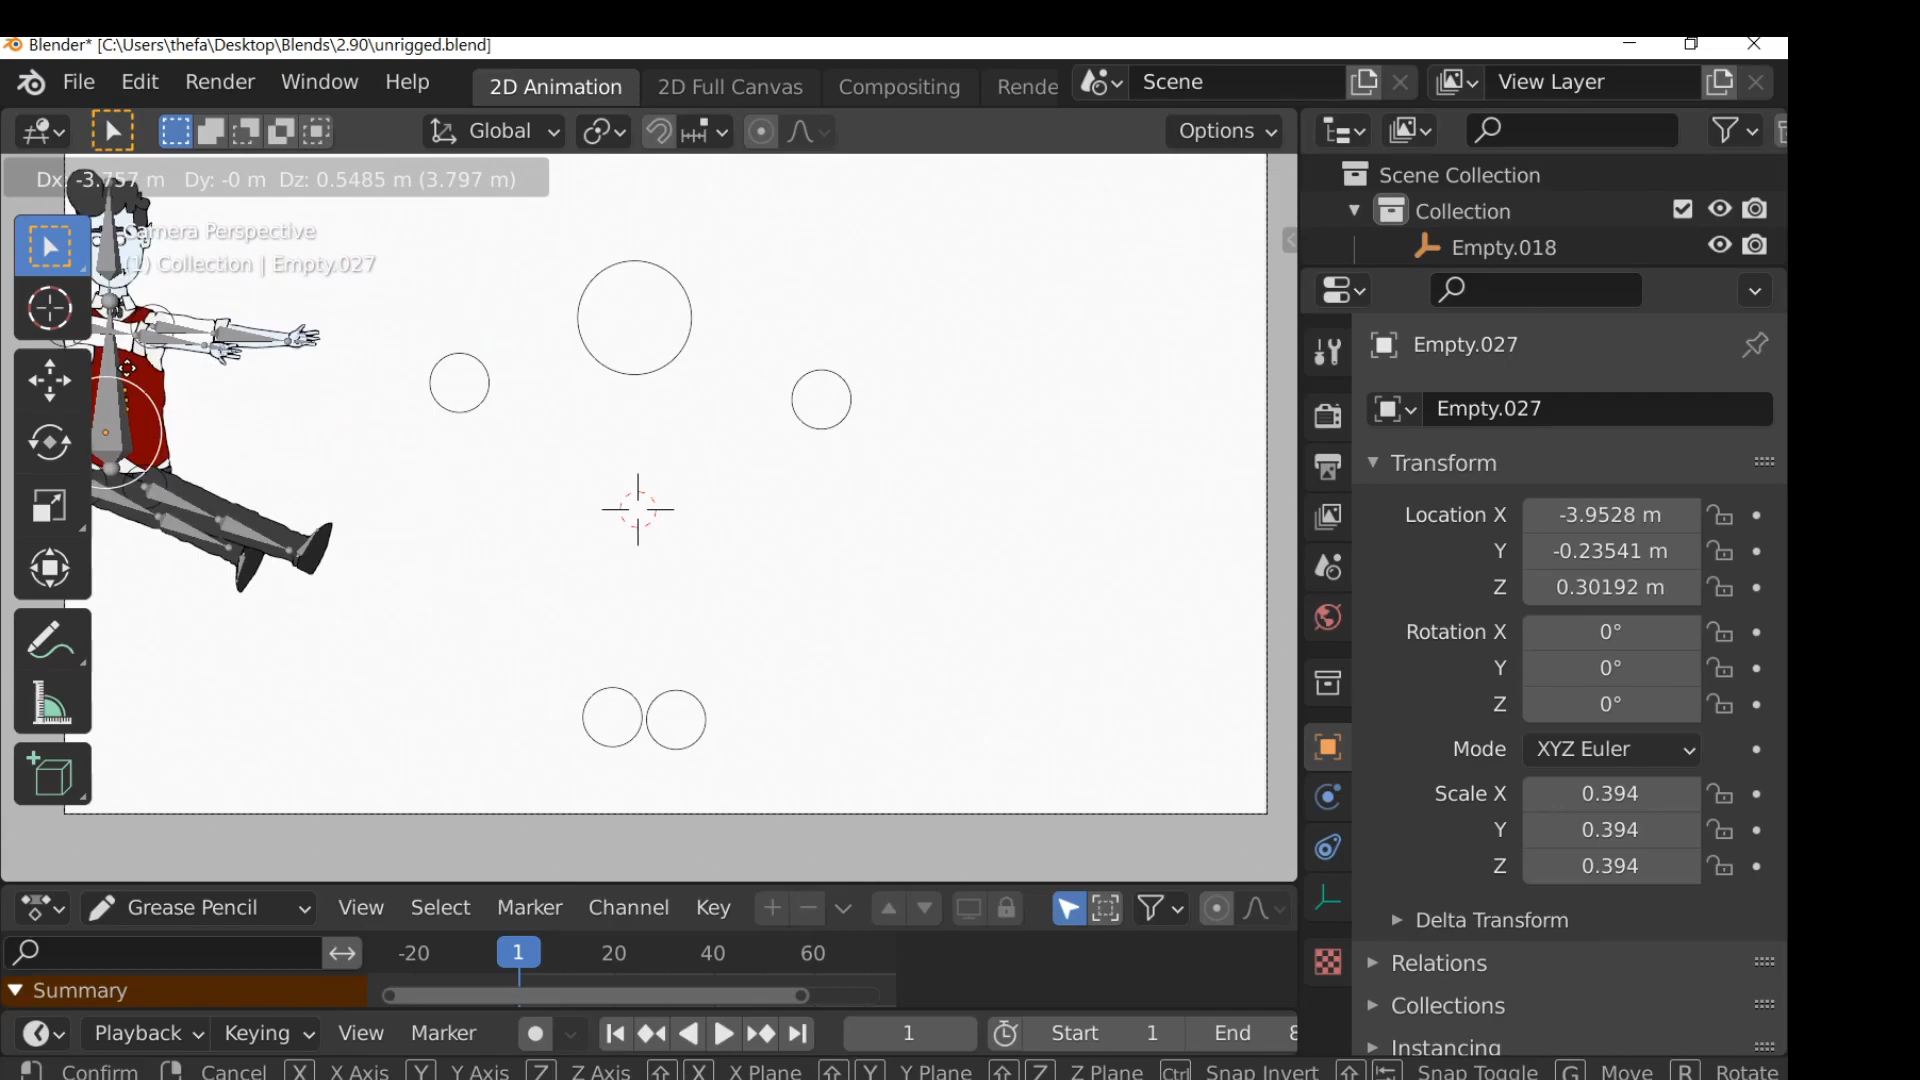 Blender* [C:\Users\thefa\Desktop\Blends\2.90\unrigged.blend]
File Edit Render Window Help 2D Animation 2D Full Canvas Compositing Rende Scene View Layer
Global Options
Dx: -3.757 m Dy: -0 m Dz: 0.5485 m (3.797 m)
Camera Perspective
(1) Collection | Empty.027
Scene Collection
Collection
Empty.018
Empty.027
Empty.027
Transform
Location X -3.9528 m
Y -0.23541 m
Z 0.30192 m
Rotation X 0°
Y 0°
Z 0°
Mode XYZ Euler
Scale X 0.394
Y 0.394
Z 0.394
Delta Transform
Relations
Collections
Instancing
Grease Pencil View Select Marker Channel Key
-20 1 20 40 60
Summary
Playback Keying View Marker 1 Start 1 End 8
Confirm Cancel X X Axis Y Y Axis Z Z Axis X X Plane Y Y Plane Z Z Plane Ctrl Snap Invert Snap Toggle G Move R Rotate